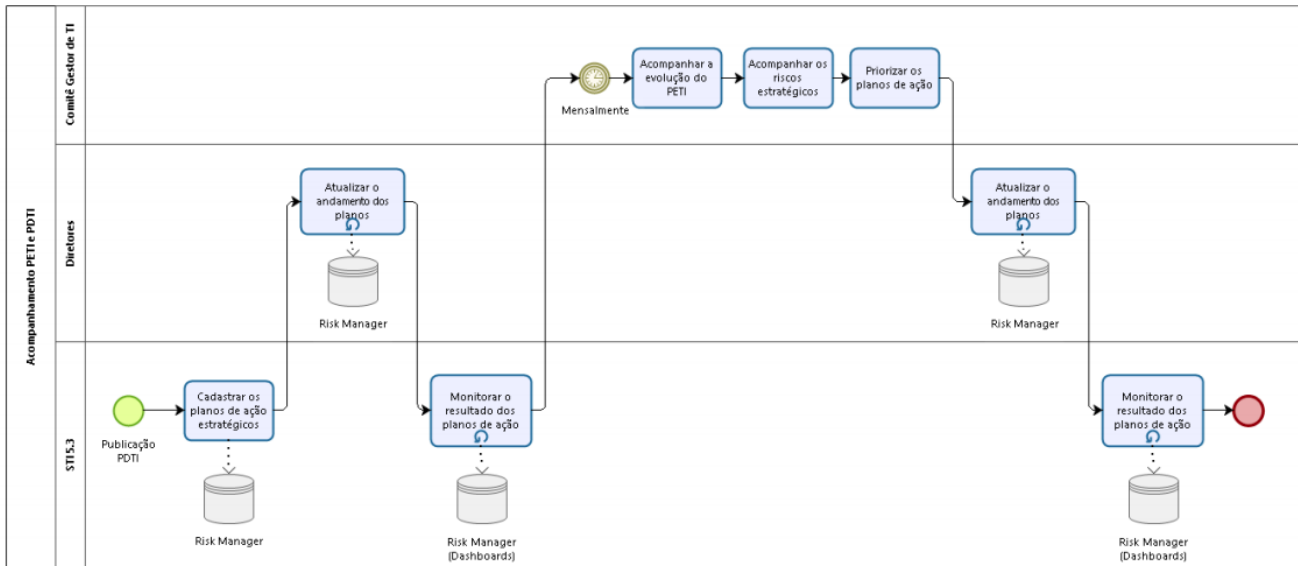 Acompanhamento PETI e PDTI
Comitê Gestor de TI
Mensalmente
Acompanhar a
evolução do
PETI
Acompanhar os
riscos
estratégicos
Priorizar os
planos de ação
Diretores
Atualizar o
andamento dos
planos
Risk Manager
Atualizar o
andamento dos
planos
Risk Manager
STI5.3
Publicação
PDTI
Cadastrar os
planos de ação
estratégicos
Risk Manager
Monitorar o
resultado dos
planos de ação
Risk Manager
(Dashboards)
Monitorar o
resultado dos
planos de ação
Risk Manager
(Dashboards)